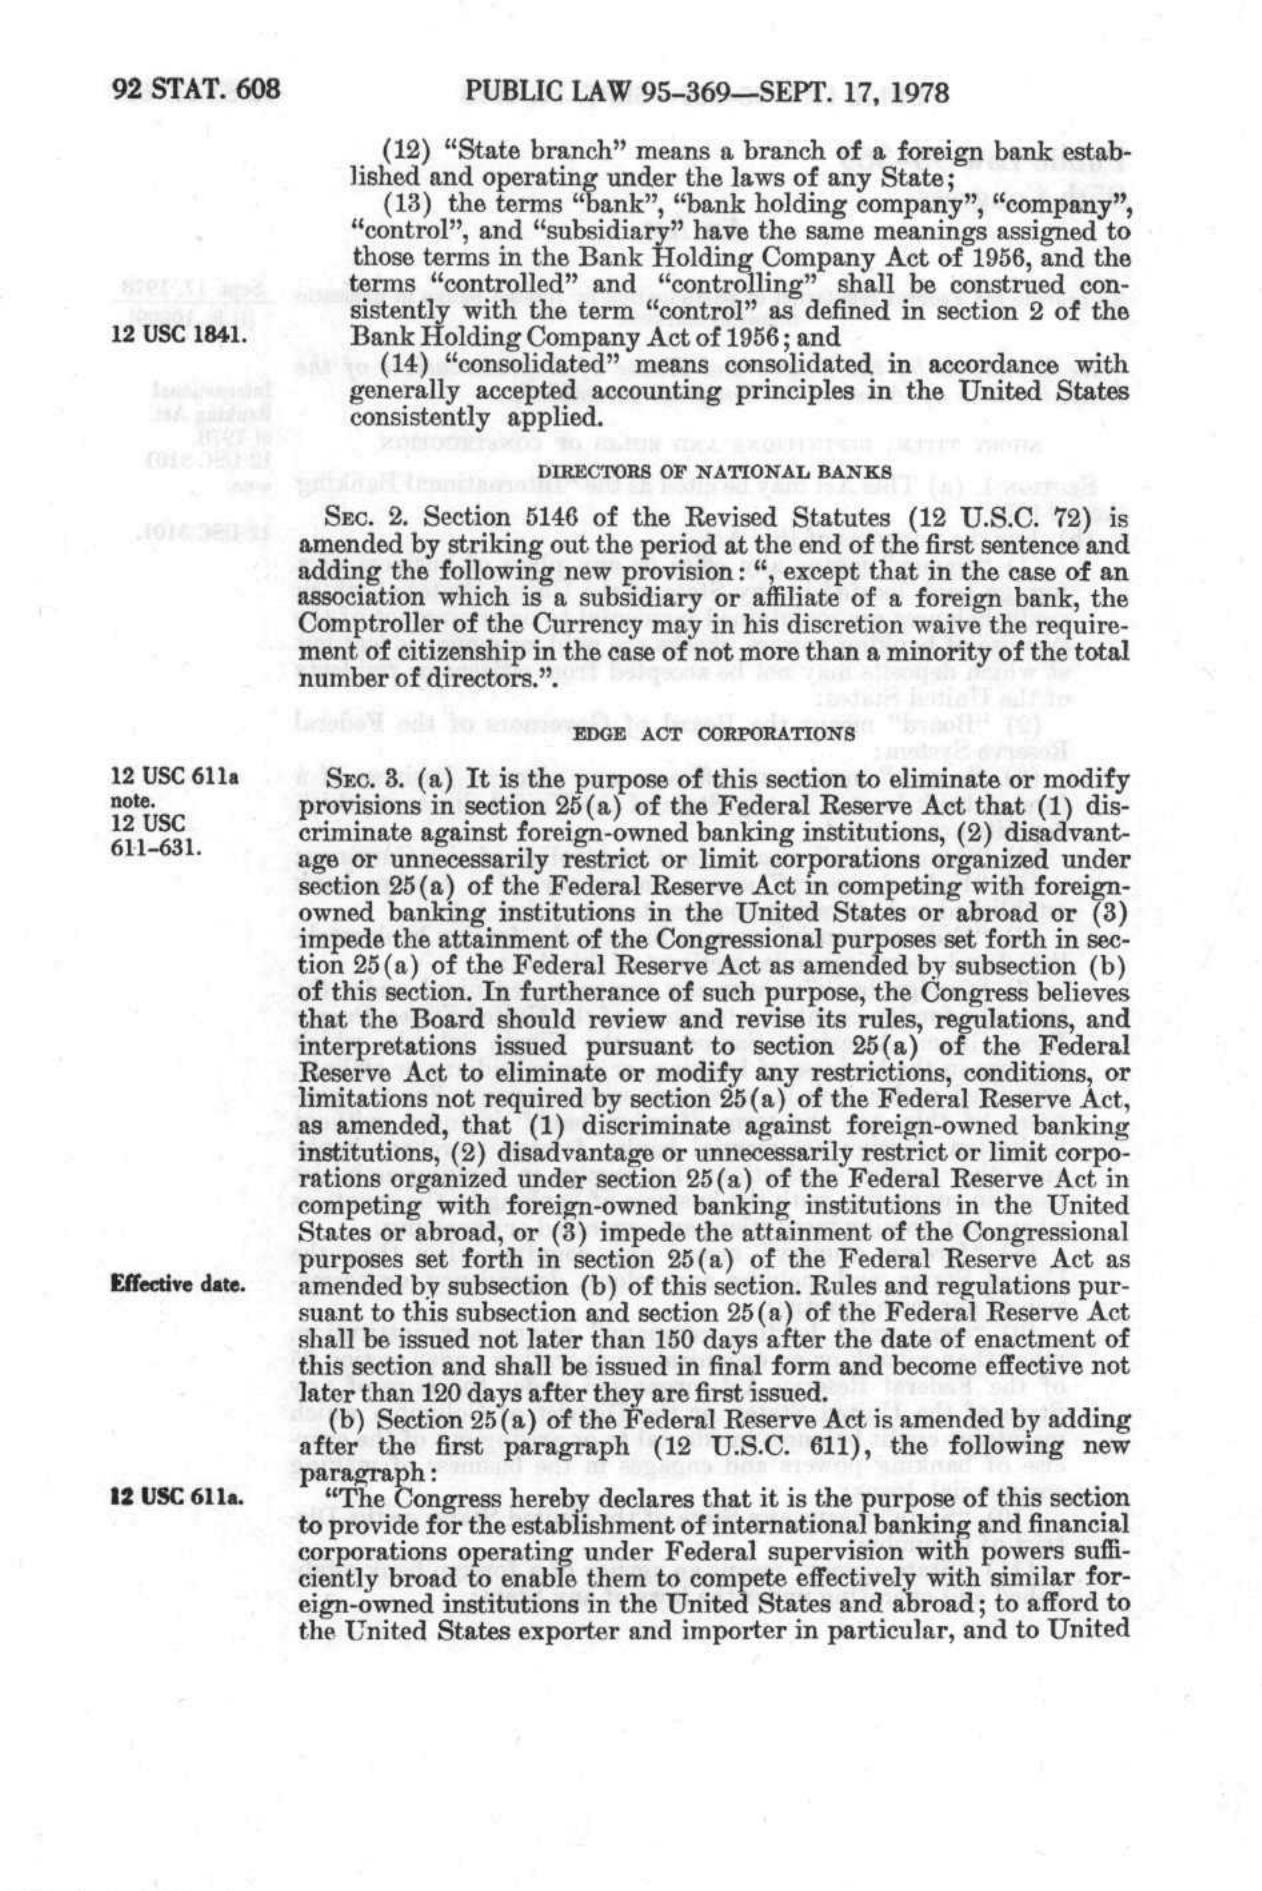 92 STAT. 608
PUBLIC LAW 95–369—SEPT. 17, 1978
(12) “State branch” means a branch of a foreign bank estab-
lished and operating under the laws of any State;
(13) the terms “bank”, “bank holding company”, “company”,
“control”, and “subsidiary” have the same meanings assigned to
those terms in the Bank Holding Company Act of 1956, and the
terms “controlled” and “controlling” shall be construed con-
sistently with the term “control” as defined in section 2 of the
12 USC 1841.
Bank Holding Company Act of 1956; and
(14) “consolidated” means consolidated in accordance with
generally accepted accounting principles in the United States
consistently applied.
DIRECTORS OF NATIONAL BANKS
SEC. 2. Section 5146 of the Revised Statutes (12 U.S.C. 72) is
amended by striking out the period at the end of the first sentence and
adding the following new provision: “, except that in the case of an
association which is a subsidiary or affiliate of a foreign bank, the
Comptroller of the Currency may in his discretion waive the require-
ment of citizenship in the case of not more than a minority of the total
number of directors.”.
EDGE ACT CORPORATIONS
12 USC 611a
note.
12 USC
611–631.
SEC. 3. (a) It is the purpose of this section to eliminate or modify
provisions in section 25(a) of the Federal Reserve Act that (1) dis-
criminate against foreign-owned banking institutions, (2) disadvant-
age or unnecessarily restrict or limit corporations organized under
section 25(a) of the Federal Reserve Act in competing with foreign-
owned banking institutions in the United States or abroad or (3)
impede the attainment of the Congressional purposes set forth in sec-
tion 25(a) of the Federal Reserve Act as amended by subsection (b)
of this section. In furtherance of such purpose, the Congress believes
that the Board should review and revise its rules, regulations, and
interpretations issued pursuant to section 25(a) of the Federal
Reserve Act to eliminate or modify any restrictions, conditions, or
limitations not required by section 25(a) of the Federal Reserve Act,
as amended, that (1) discriminate against foreign-owned banking
institutions, (2) disadvantage or unnecessarily restrict or limit corpo-
rations organized under section 25(a) of the Federal Reserve Act in
competing with foreign-owned banking institutions in the United
States or abroad, or (3) impede the attainment of the Congressional
purposes set forth in section 25(a) of the Federal Reserve Act as
Effective date.
amended by subsection (b) of this section. Rules and regulations pur-
suant to this subsection and section 25(a) of the Federal Reserve Act
shall be issued not later than 150 days after the date of enactment of
this section and shall be issued in final form and become effective not
later than 120 days after they are first issued.
(b) Section 25(a) of the Federal Reserve Act is amended by adding
after the first paragraph (12 U.S.C. 611), the following new
paragraph:
12 USC 611a.
“The Congress hereby declares that it is the purpose of this section
to provide for the establishment of international banking and financial
corporations operating under Federal supervision with powers suffi-
ciently broad to enable them to compete effectively with similar for-
eign-owned institutions in the United States and abroad; to afford to
the United States exporter and importer in particular, and to United